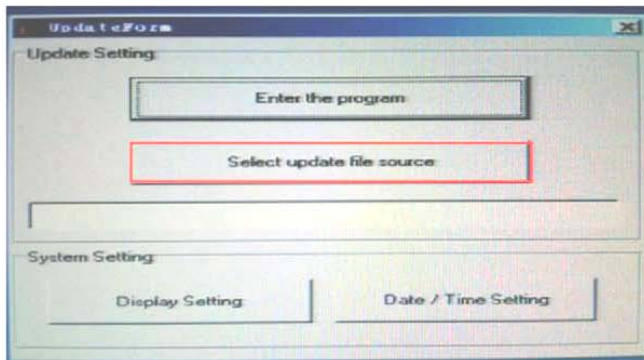 UpdateForm
Update Setting
Enter the program
Select update file source
System Setting
Display Setting
Date / Time Setting